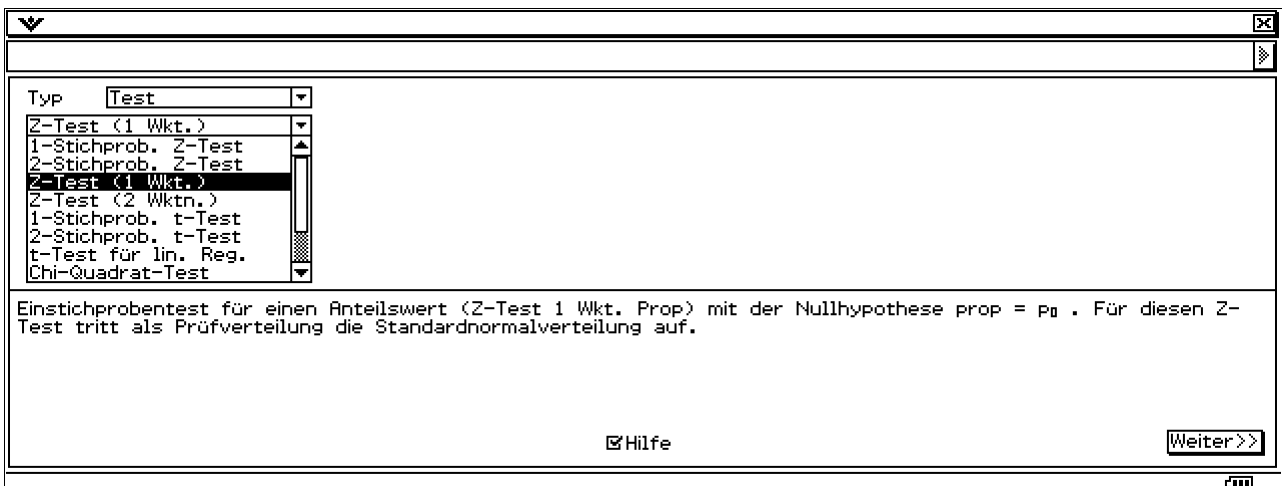 Typ Test
Z-Test (1 Wkt.)
1-Stichprob. Z-Test
2-Stichprob. Z-Test
Z-Test (1 Wkt.)
Z-Test (2 Wktn.)
1-Stichprob. t-Test
2-Stichprob. t-Test
t-Test für lin. Reg.
Chi-Quadrat-Test
Einstichprobentest für einen Anteilswert (Z-Test 1 Wkt. Prop) mit der Nullhypothese prop = p₀ . Für diesen Z-
Test tritt als Prüfverteilung die Standardnormalverteilung auf.
Hilfe
Weiter>>